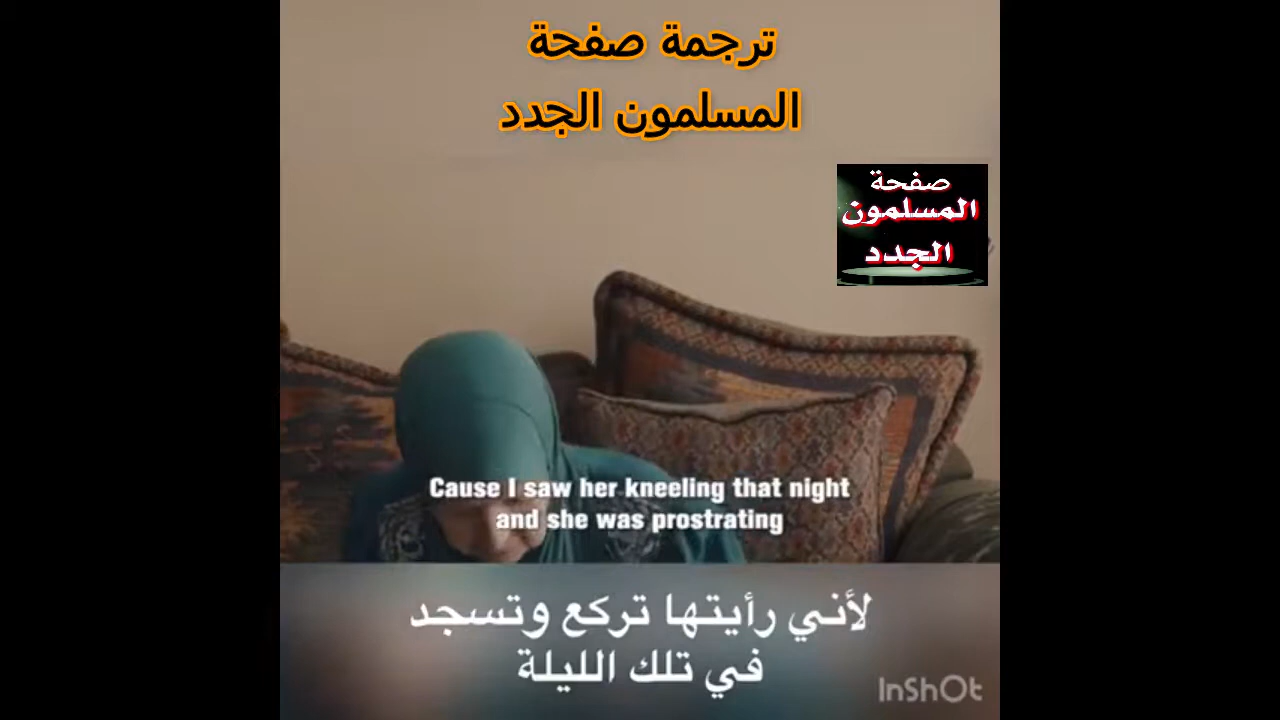 ترجمة صفحة
المسلمون الجدد
صفحة
المسلمون
الجدد
Cause I saw her kneeling that night
and she was prostrating
لأني رأيتها تركع وتسجد
في تلك الليلة
InShOt